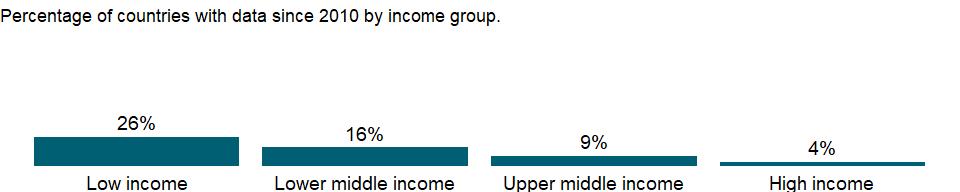 Percentage of countries with data since 2010 by income group.
26%
16%
9%
4%
Low income
Lower middle income
Upper middle income
High income